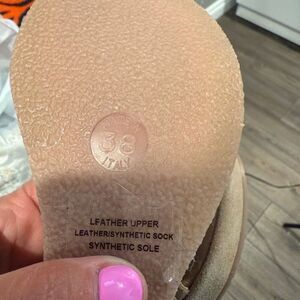 38
ITALY
LEATHER UPPER
LEATHER/SYNTHETIC SOCK
SYNTHETIC SOLE